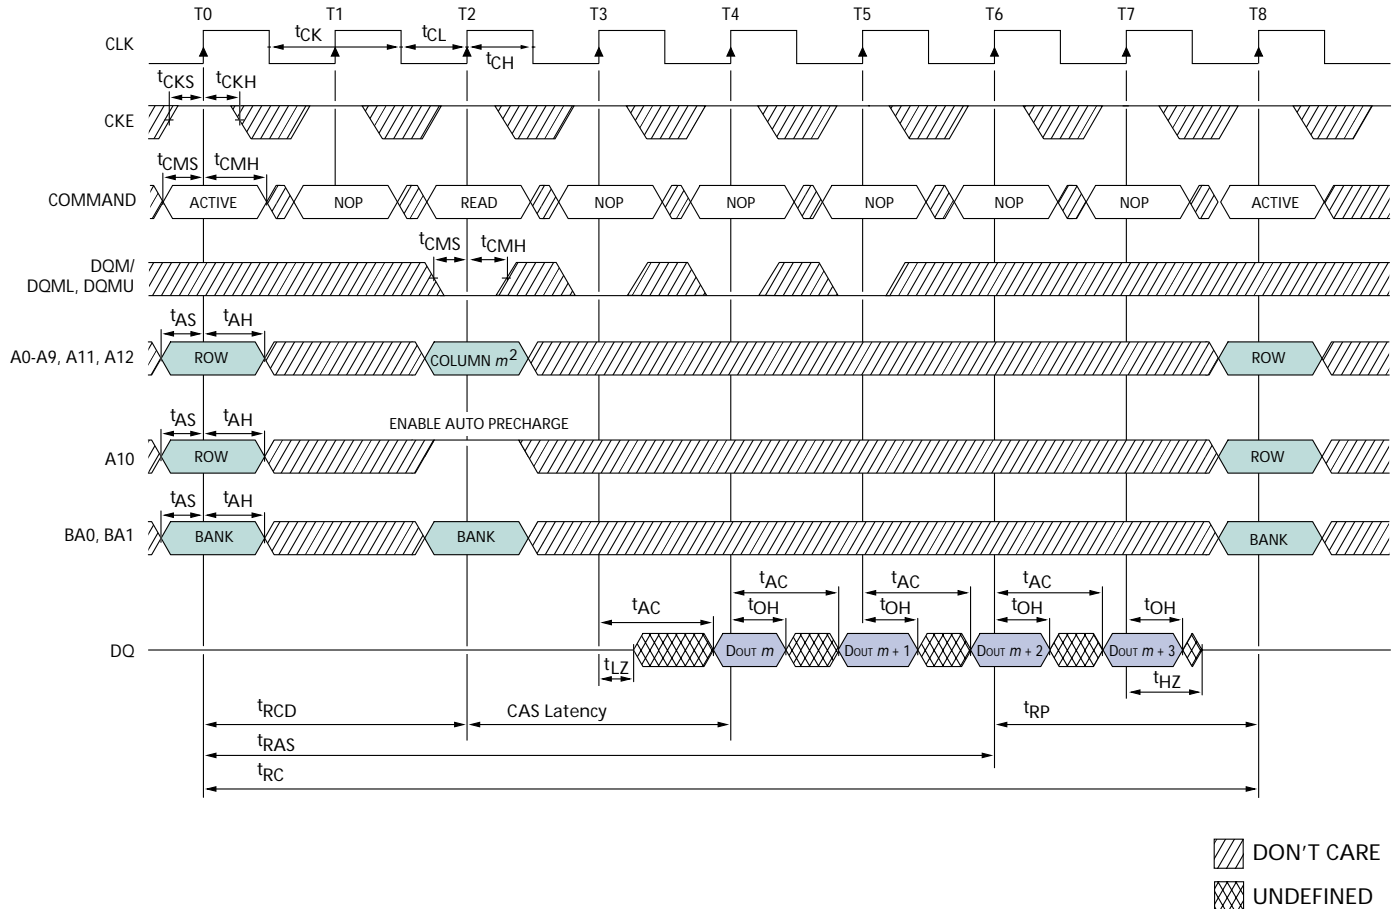 T0 T1 T2 T3 T4 T5 T6 T7 T8
CLK
tCK tCL
tCH
tCKS tCKH
CKE
tCMS tCMH
COMMAND ACTIVE NOP READ NOP NOP NOP NOP NOP ACTIVE
tCMS tCMH
DQM/
DQML, DQMU
tAS tAH
A0-A9, A11, A12 ROW COLUMN m2 ROW
tAS tAH
ENABLE AUTO PRECHARGE
A10 ROW ROW
tAS tAH
BA0, BA1 BANK BANK BANK
tAC tAC tAC tAC
tOH tOH tOH tOH
DQ DOUT m DOUT m + 1 DOUT m + 2 DOUT m + 3
tLZ tHZ
tRCD CAS Latency tRP
tRAS
tRC
DON'T CARE
UNDEFINED